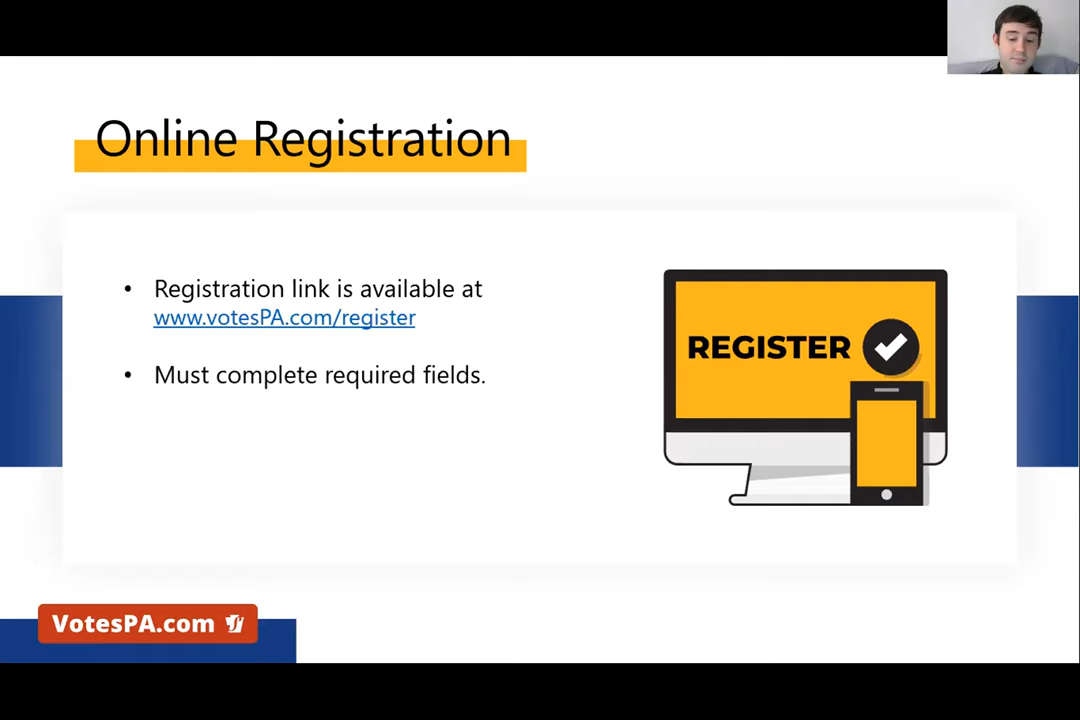 Online Registration
• Registration link is available at
www.votesPA.com/register
• Must complete required fields.
REGISTER
VotesPA.com